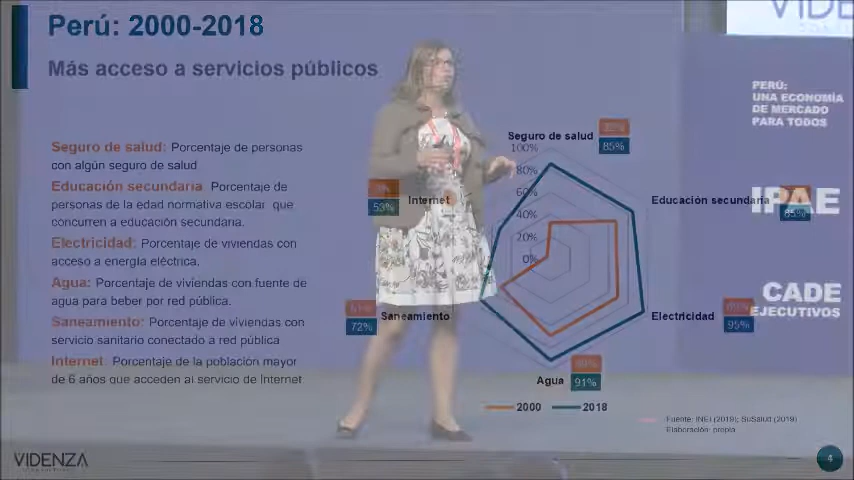 Perú: 2000-2018
Más acceso a servicios públicos
Seguro de salud: Porcentaje de personas
con algún seguro de salud
Educación secundaria: Porcentaje de
personas de la edad normativa escolar que
concurren a educación secundaria.
Electricidad: Porcentaje de viviendas con
acceso a energía eléctrica.
Agua: Porcentaje de viviendas con fuente de
agua para beber por red pública.
Saneamiento: Porcentaje de viviendas con
servicio sanitario conectado a red pública
Internet: Porcentaje de la población mayor
de 6 años que acceden al servicio de Internet
Seguro de salud
85%
100%
80%
60%
40%
20%
0%
Internet
53%
Educación secundaria
85%
Saneamiento
72%
Electricidad
95%
Agua
91%
2000
2018
Fuente: INEI (2019); SuSalud (2019)
Elaboración: propia
VIDENZA
4
PERÚ:
UNA ECONOMÍA
DE MERCADO
PARA TODOS
IPAE
CADE
EJECUTIVOS